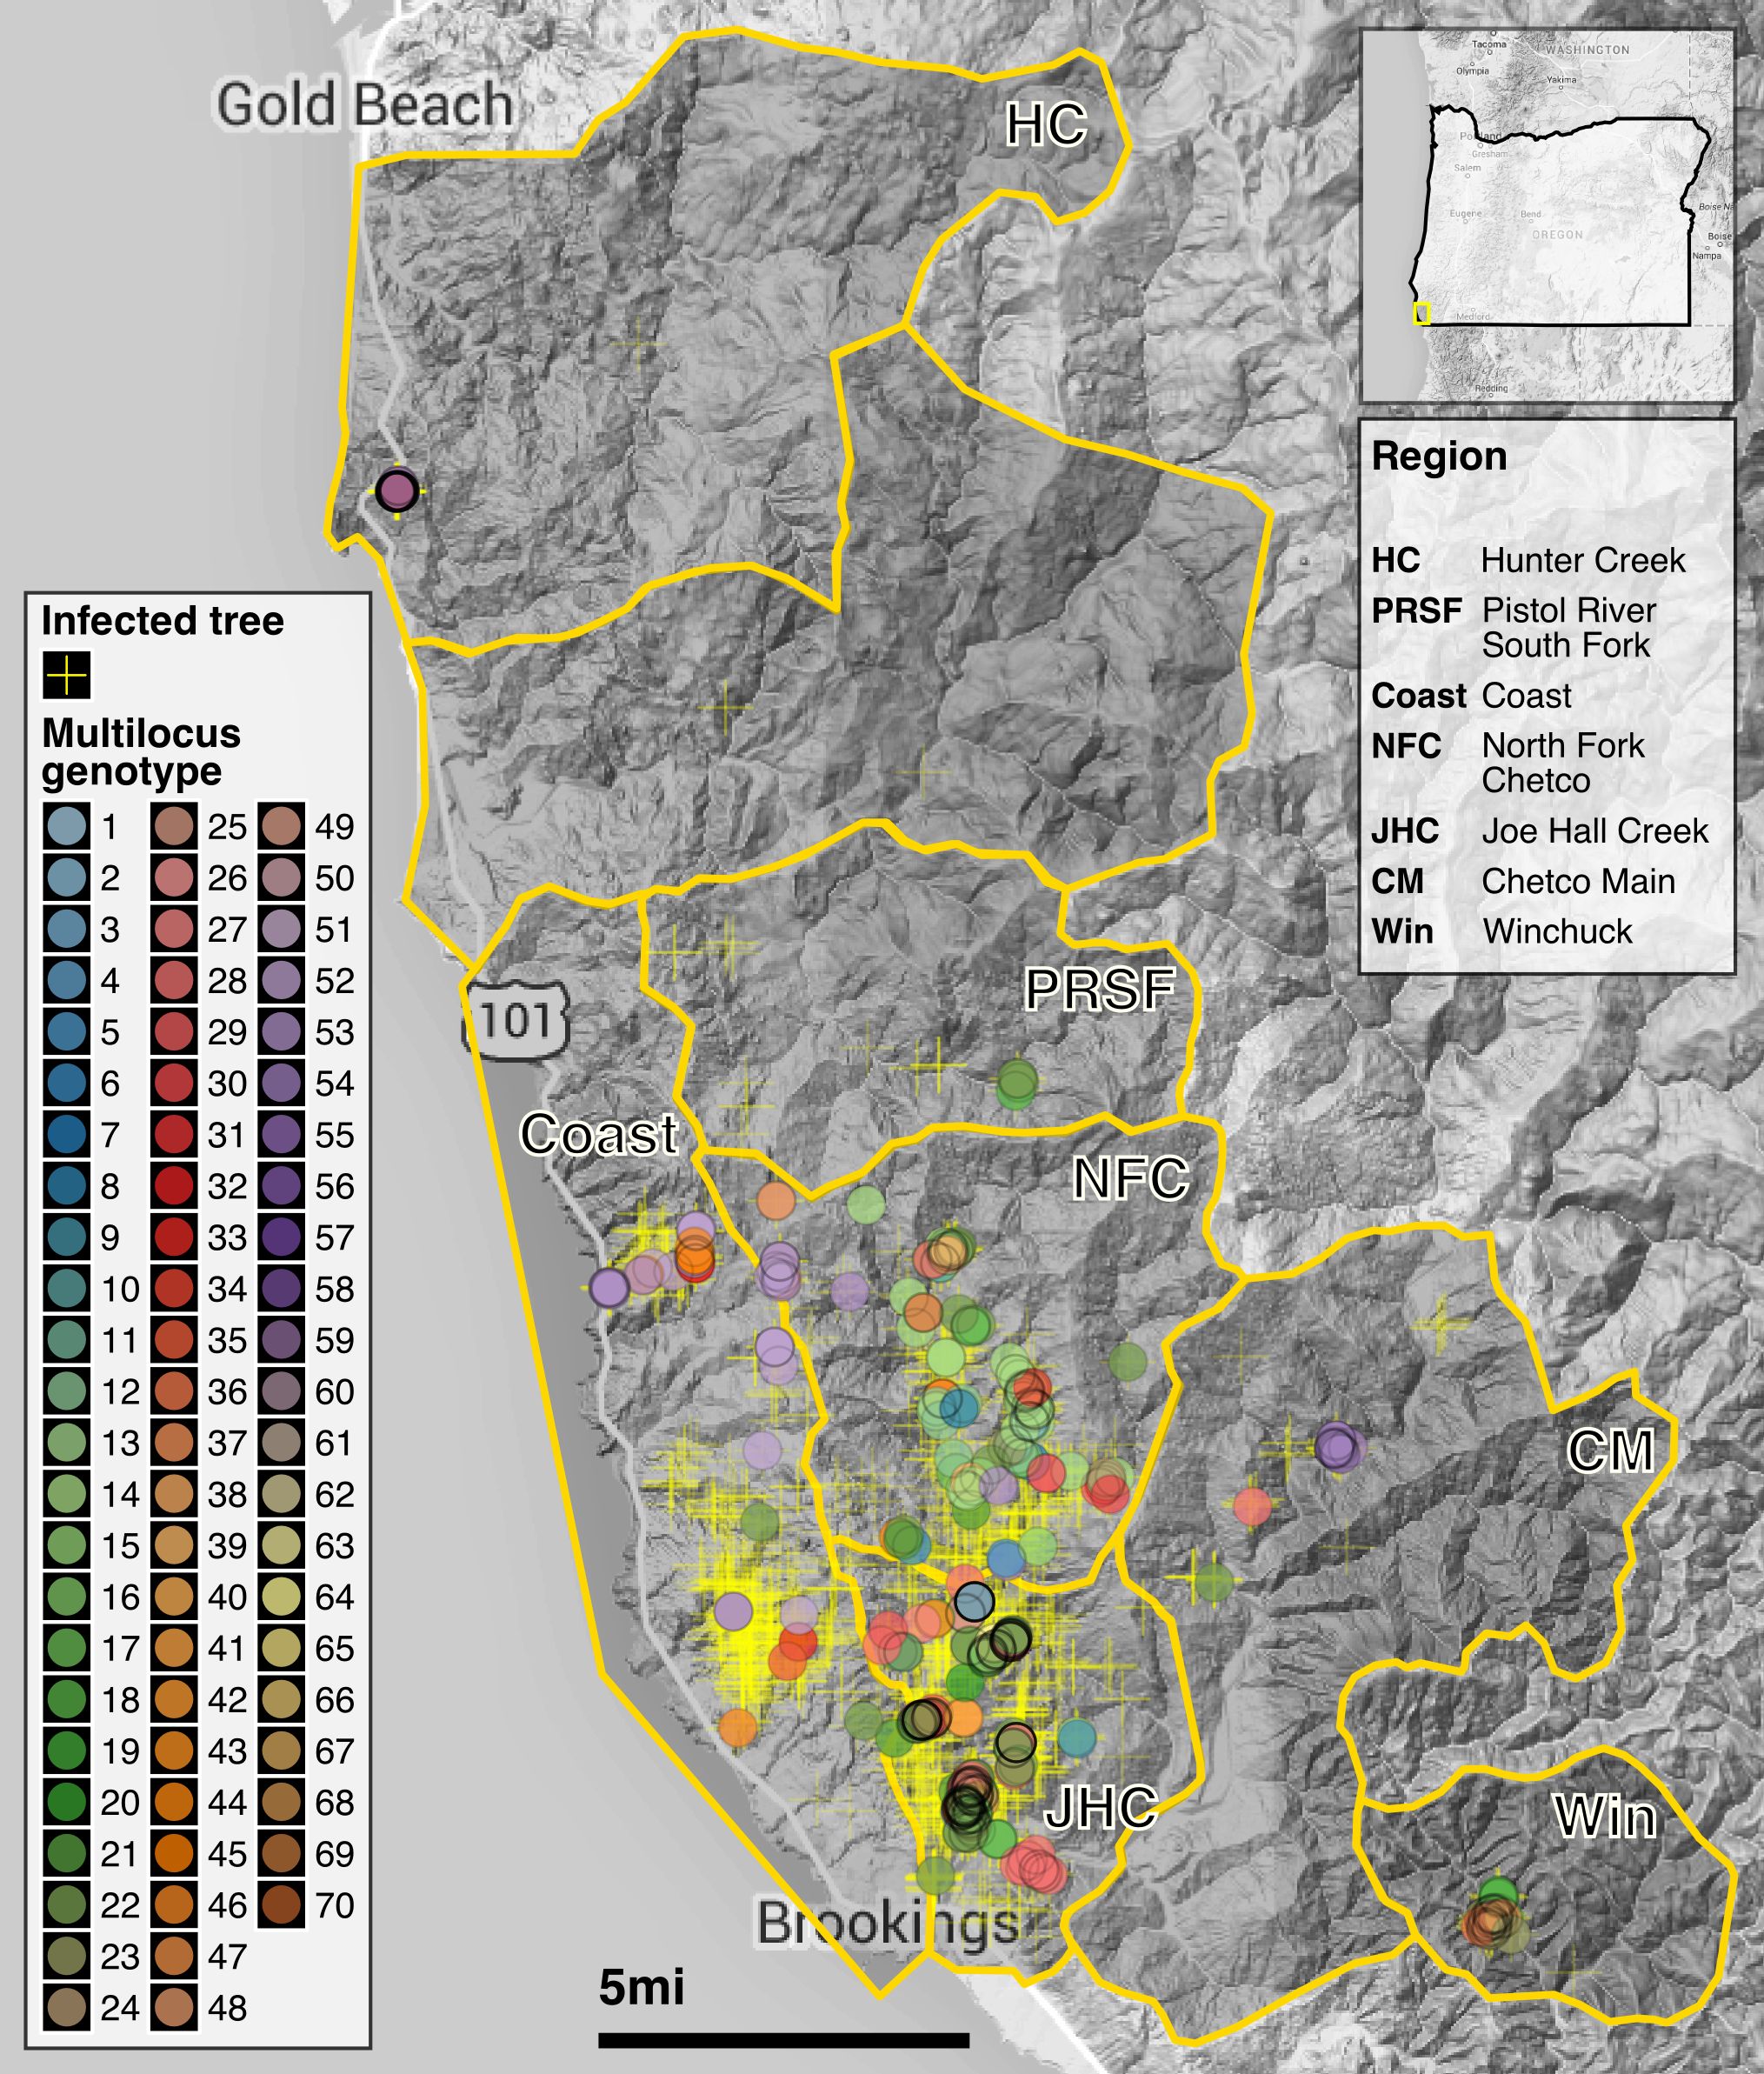 Gold Beach
HC
Tacoma
WASHINGTON
Olympia
Yakima
Portland
Gresham
Salem
Eugene
Bend
OREGON
Boise Na
Boise
Nampa
Medford
Redding
Region
HC Hunter Creek
PRSF Pistol River
South Fork
Coast Coast
NFC North Fork
Chetco
JHC Joe Hall Creek
CM Chetco Main
Win Winchuck
Infected tree
Multilocus
genotype
1 25 49
2 26 50
3 27 51
4 28 52
5 29 53
6 30 54
7 31 55
8 32 56
9 33 57
10 34 58
11 35 59
12 36 60
13 37 61
14 38 62
15 39 63
16 40 64
17 41 65
18 42 66
19 43 67
20 44 68
21 45 69
22 46 70
23 47
24 48
PRSF
101
Coast
NFC
CM
JHC
Win
Brookings
5mi